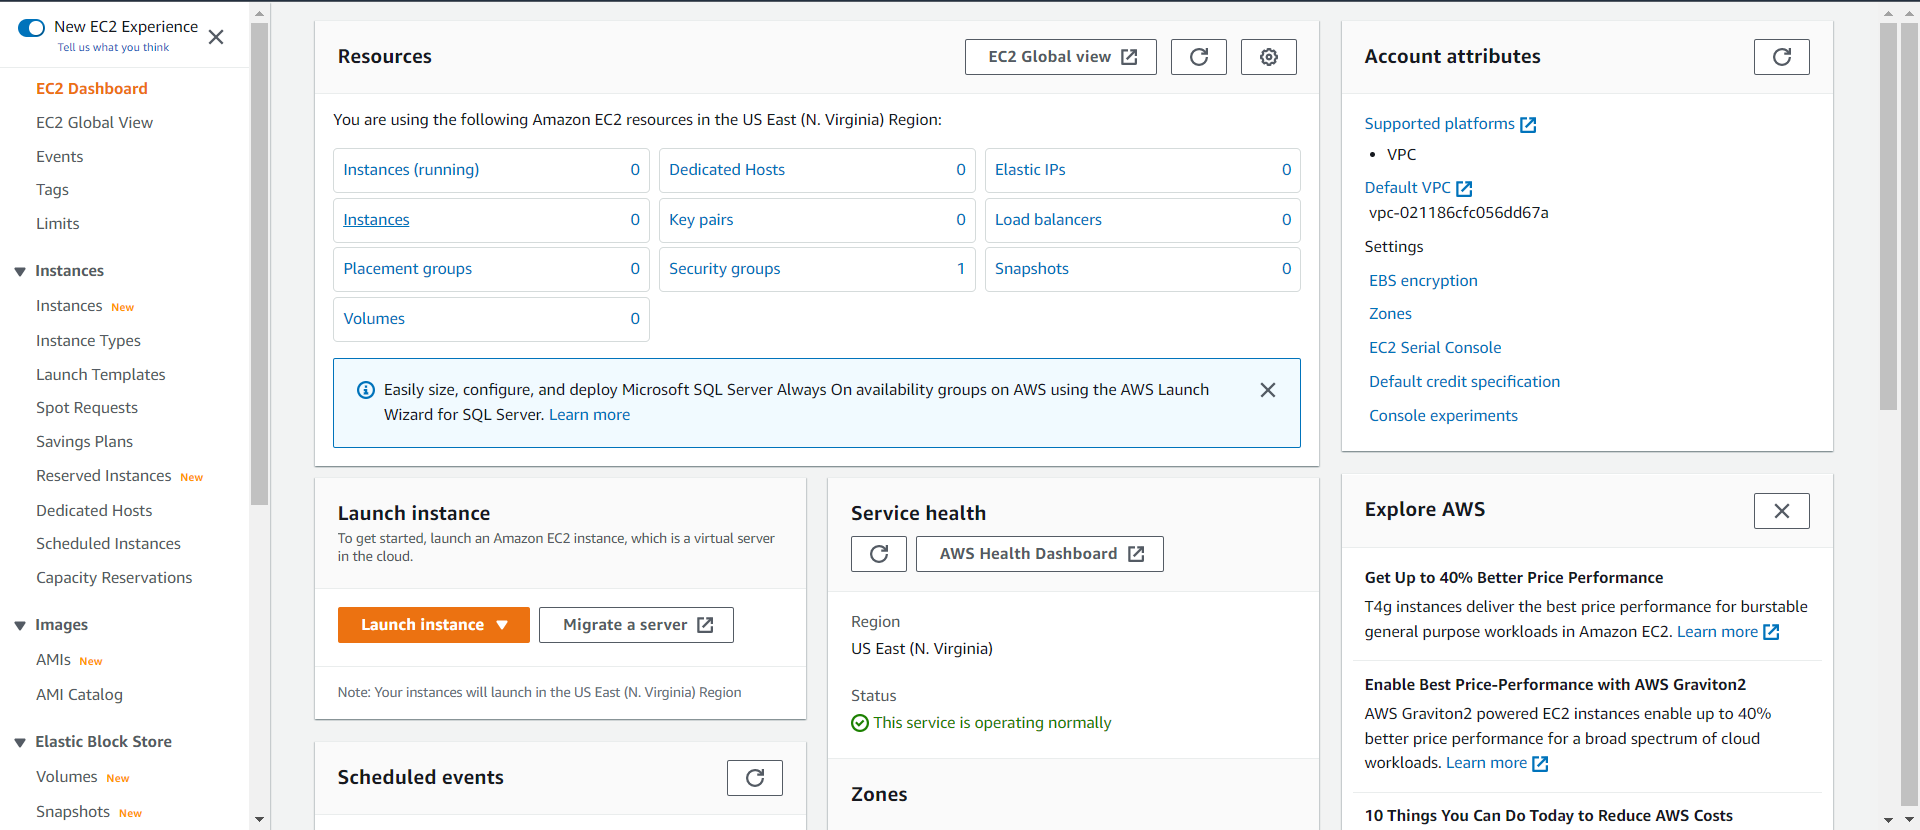 New EC2 Experience
Tell us what you think
EC2 Dashboard
EC2 Global View
Events
Tags
Limits
Instances
Instances New
Instance Types
Launch Templates
Spot Requests
Savings Plans
Reserved Instances New
Dedicated Hosts
Scheduled Instances
Capacity Reservations
Images
AMIs New
AMI Catalog
Elastic Block Store
Volumes New
Snapshots New
Resources
EC2 Global view
You are using the following Amazon EC2 resources in the US East (N. Virginia) Region:
Instances (running) 0
Dedicated Hosts 0
Elastic IPs 0
Instances 0
Key pairs 0
Load balancers 0
Placement groups 0
Security groups 1
Snapshots 0
Volumes 0
Easily size, configure, and deploy Microsoft SQL Server Always On availability groups on AWS using the AWS Launch
Wizard for SQL Server. Learn more
Launch instance
To get started, launch an Amazon EC2 instance, which is a virtual server
in the cloud.
Launch instance
Migrate a server
Note: Your instances will launch in the US East (N. Virginia) Region
Scheduled events
Service health
AWS Health Dashboard
Region
US East (N. Virginia)
Status
This service is operating normally
Zones
Account attributes
Supported platforms
• VPC
Default VPC
vpc-021186cfc056dd67a
Settings
EBS encryption
Zones
EC2 Serial Console
Default credit specification
Console experiments
Explore AWS
Get Up to 40% Better Price Performance
T4g instances deliver the best price performance for burstable
general purpose workloads in Amazon EC2. Learn more
Enable Best Price-Performance with AWS Graviton2
AWS Graviton2 powered EC2 instances enable up to 40%
better price performance for a broad spectrum of cloud
workloads. Learn more
10 Things You Can Do Today to Reduce AWS Costs